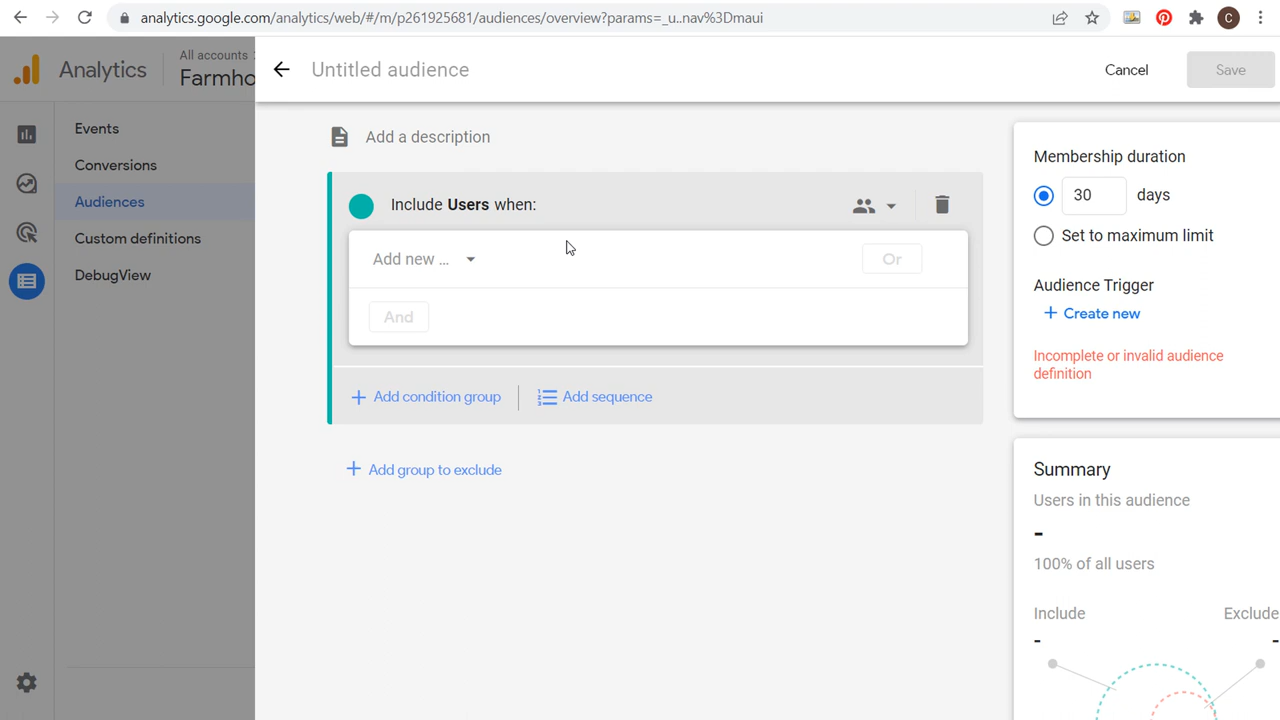 analytics.google.com/analytics/web/#/m/p261925681/audiences/overview?params=_u..nav%3Dmaui
C
Analytics
All accounts
Farmho
Untitled audience
Cancel
Save
Events
Conversions
Audiences
Custom definitions
DebugView
Add a description
Include Users when:
Add new ...
Or
And
Add condition group
Add sequence
Add group to exclude
Membership duration
30 days
Set to maximum limit
Audience Trigger
Create new
Incomplete or invalid audience
definition
Summary
Users in this audience
-
100% of all users
Include Exclude
- -